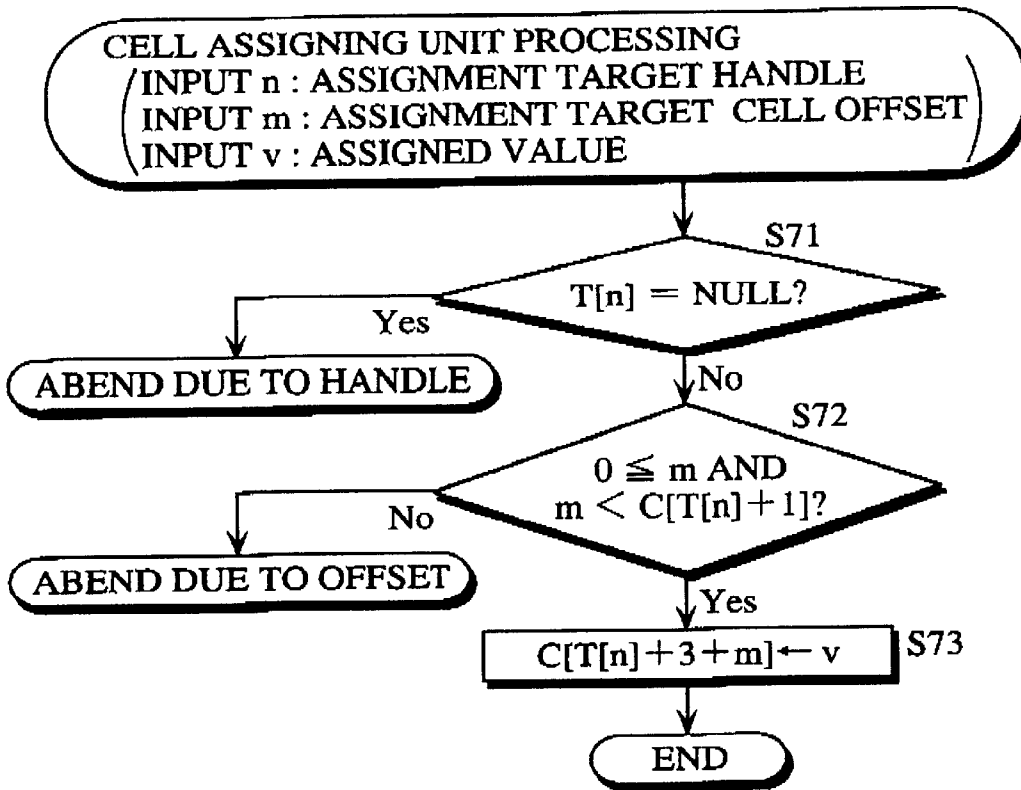 CELL ASSIGNING UNIT PROCESSING
INPUT n : ASSIGNMENT TARGET HANDLE
INPUT m : ASSIGNMENT TARGET CELL OFFSET
INPUT v : ASSIGNED VALUE
S71
T[n] = NULL?
Yes
ABEND DUE TO HANDLE
No
S72
0 ≦ m AND
m < C[T[n]+1]?
No
ABEND DUE TO OFFSET
Yes
C[T[n]+3+m]← v
S73
END